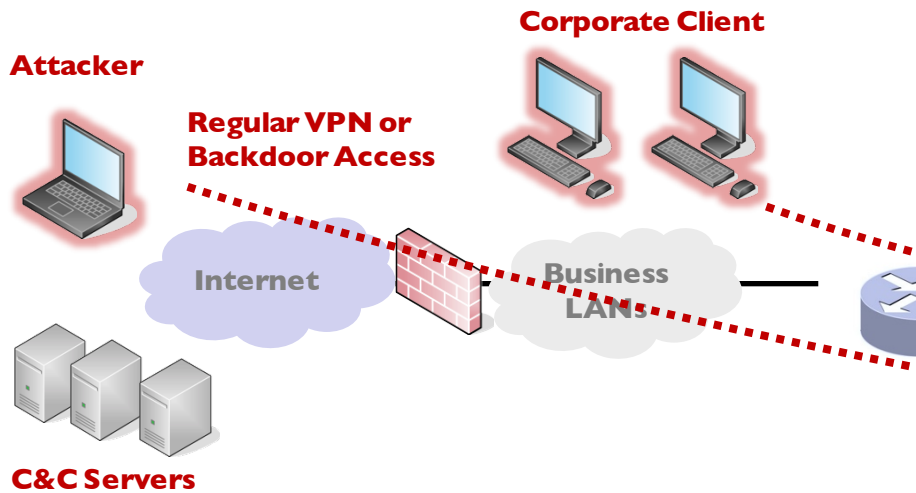 Corporate Client
Attacker
Regular VPN or
Backdoor Access
Internet
Business
LANs
C&C Servers